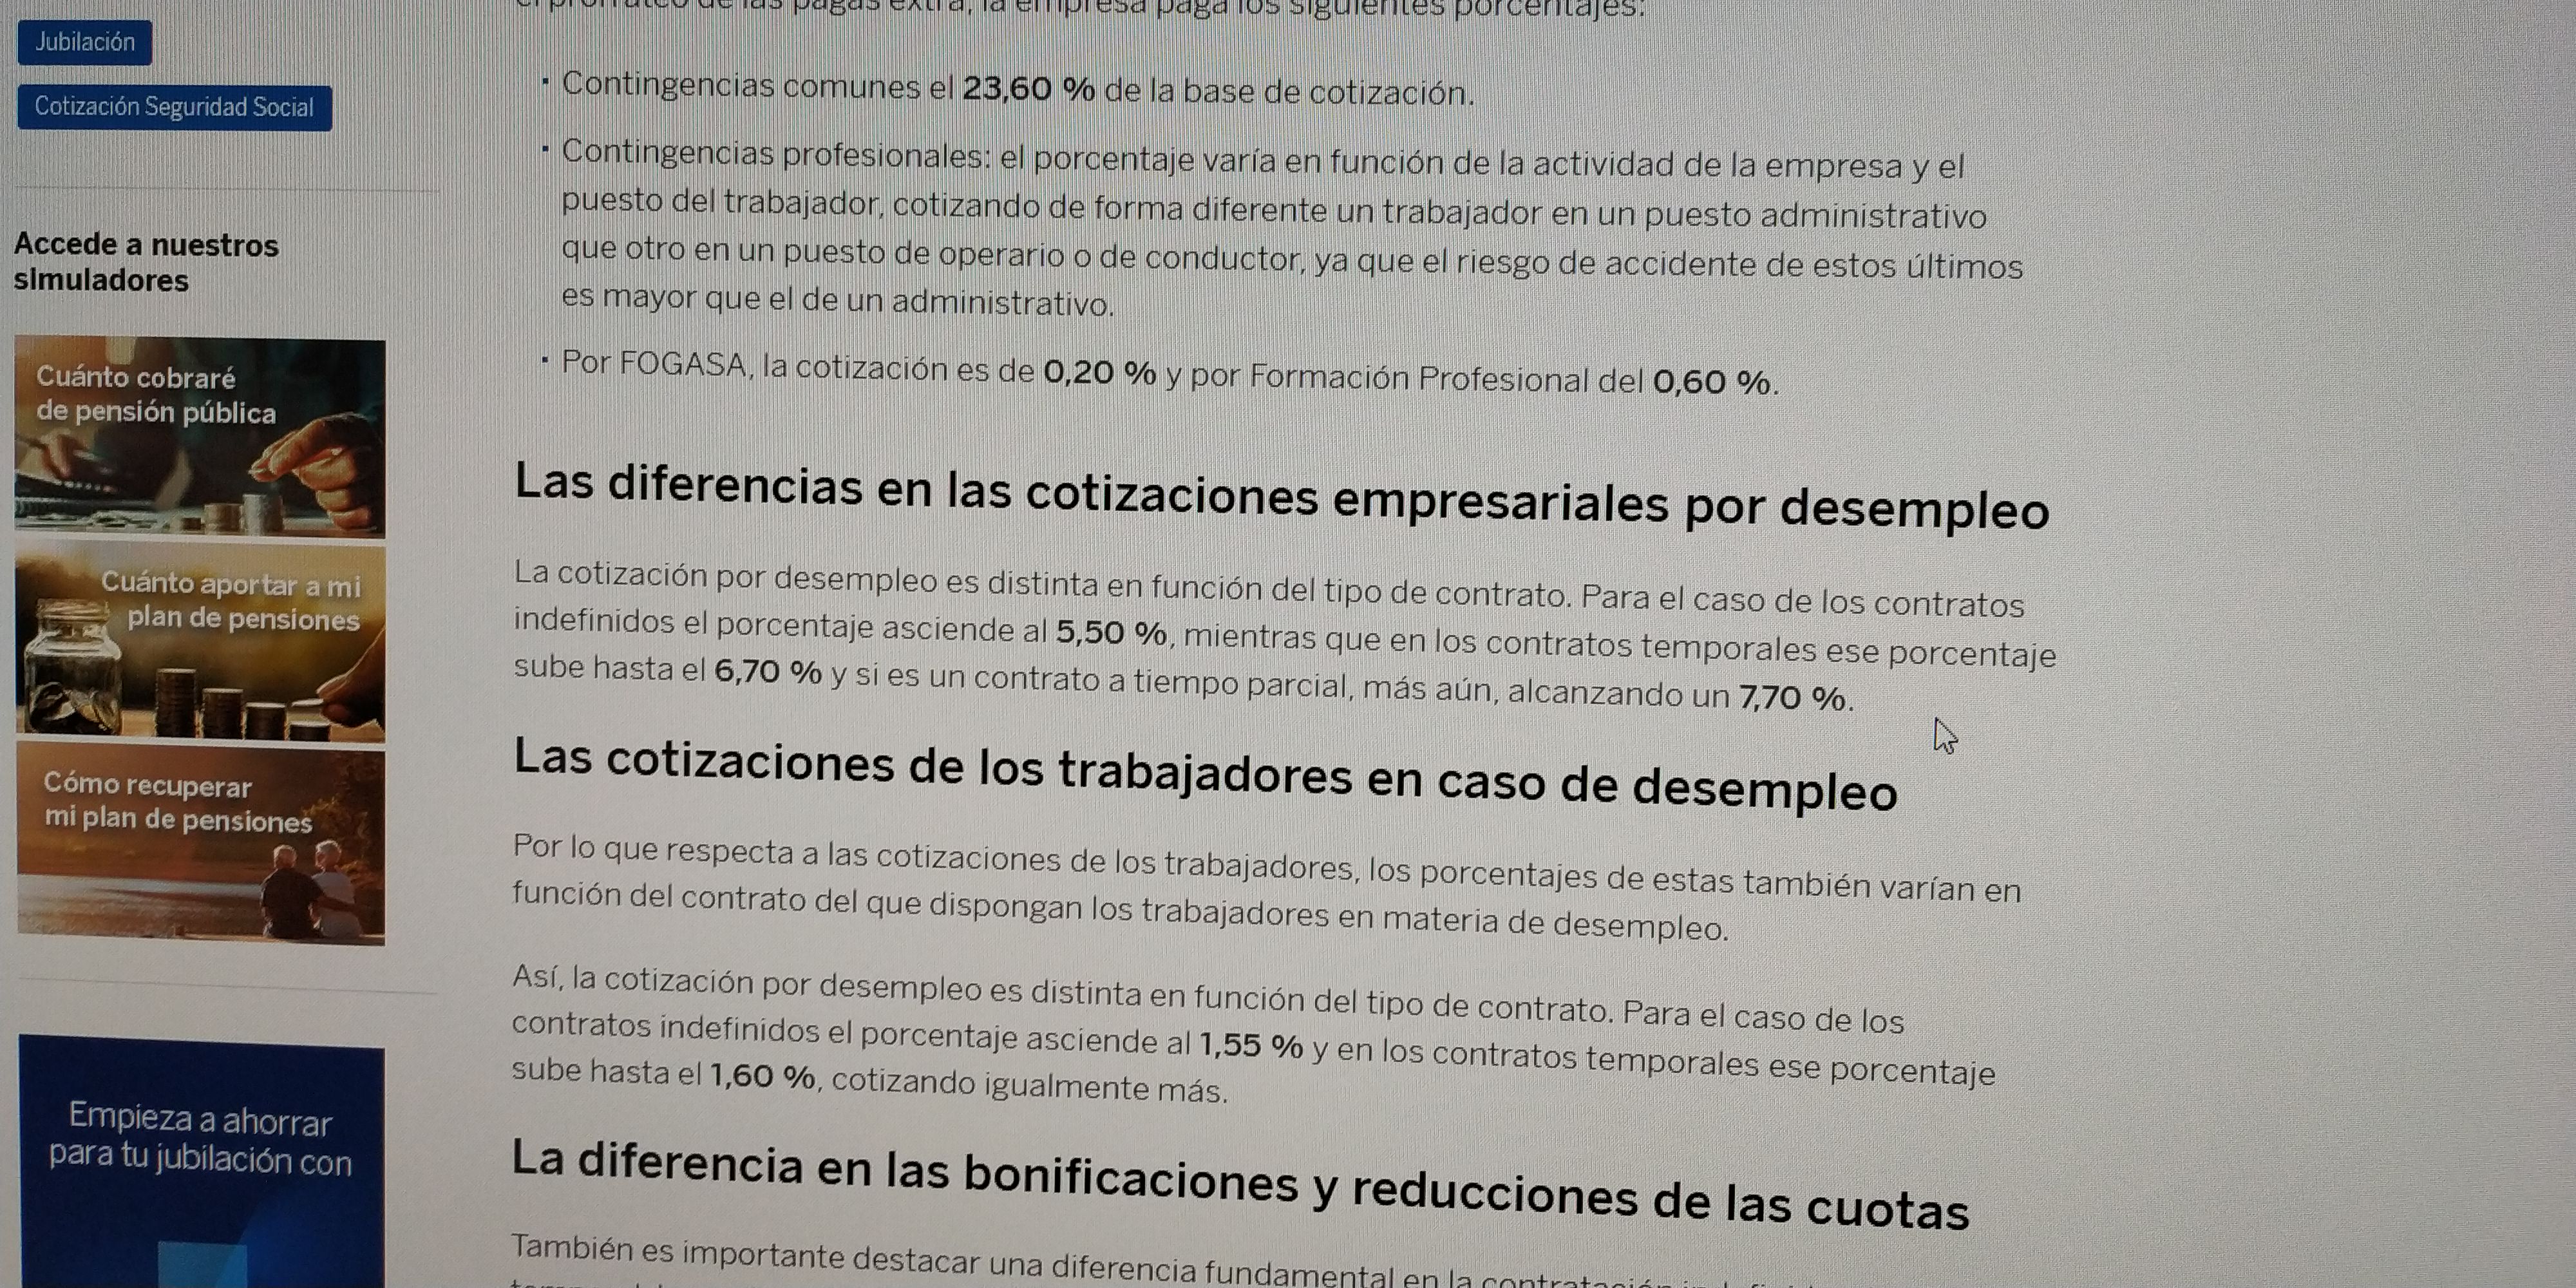 Jubilación
Cotización Seguridad Social
Accede a nuestros
simuladores
Cuánto cobraré
de pensión pública
Cuánto aportar a mi
plan de pensiones
Cómo recuperar
mi plan de pensiones
Empieza a ahorrar
para tu jubilación con
el prorrateo de las pagas extra, la empresa paga los siguientes porcentajes:
· Contingencias comunes el 23,60 % de la base de cotización.
· Contingencias profesionales: el porcentaje varía en función de la actividad de la empresa y el
puesto del trabajador, cotizando de forma diferente un trabajador en un puesto administrativo
que otro en un puesto de operario o de conductor, ya que el riesgo de accidente de estos últimos
es mayor que el de un administrativo.
· Por FOGASA, la cotización es de 0,20 % y por Formación Profesional del 0,60 %.
Las diferencias en las cotizaciones empresariales por desempleo
La cotización por desempleo es distinta en función del tipo de contrato. Para el caso de los contratos
indefinidos el porcentaje asciende al 5,50 %, mientras que en los contratos temporales ese porcentaje
sube hasta el 6,70 % y si es un contrato a tiempo parcial, más aún, alcanzando un 7,70 %.
Las cotizaciones de los trabajadores en caso de desempleo
Por lo que respecta a las cotizaciones de los trabajadores, los porcentajes de estas también varían en
función del contrato del que dispongan los trabajadores en materia de desempleo.
Así, la cotización por desempleo es distinta en función del tipo de contrato. Para el caso de los
contratos indefinidos el porcentaje asciende al 1,55 % y en los contratos temporales ese porcentaje
sube hasta el 1,60 %, cotizando igualmente más.
La diferencia en las bonificaciones y reducciones de las cuotas
También es importante destacar una diferencia fundamental en la contratación